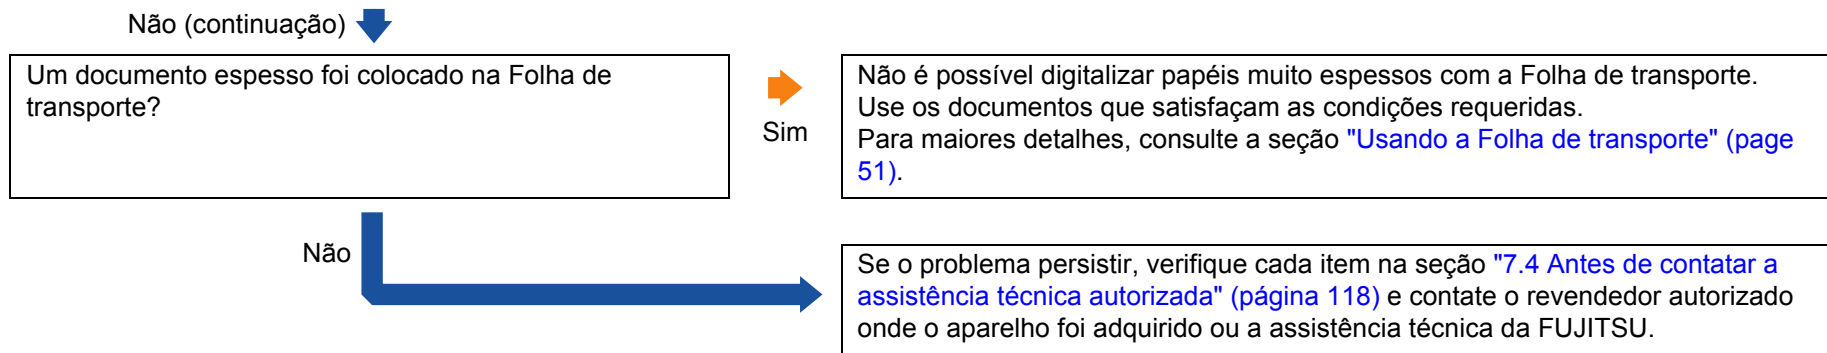 Não (continuação)
Um documento espesso foi colocado na Folha de
transporte?
Sim
Não é possível digitalizar papéis muito espessos com a Folha de transporte.
Use os documentos que satisfaçam as condições requeridas.
Para maiores detalhes, consulte a seção "Usando a Folha de transporte" (page
51).
Não
Se o problema persistir, verifique cada item na seção "7.4 Antes de contatar a
assistência técnica autorizada" (página 118) e contate o revendedor autorizado
onde o aparelho foi adquirido ou a assistência técnica da FUJITSU.